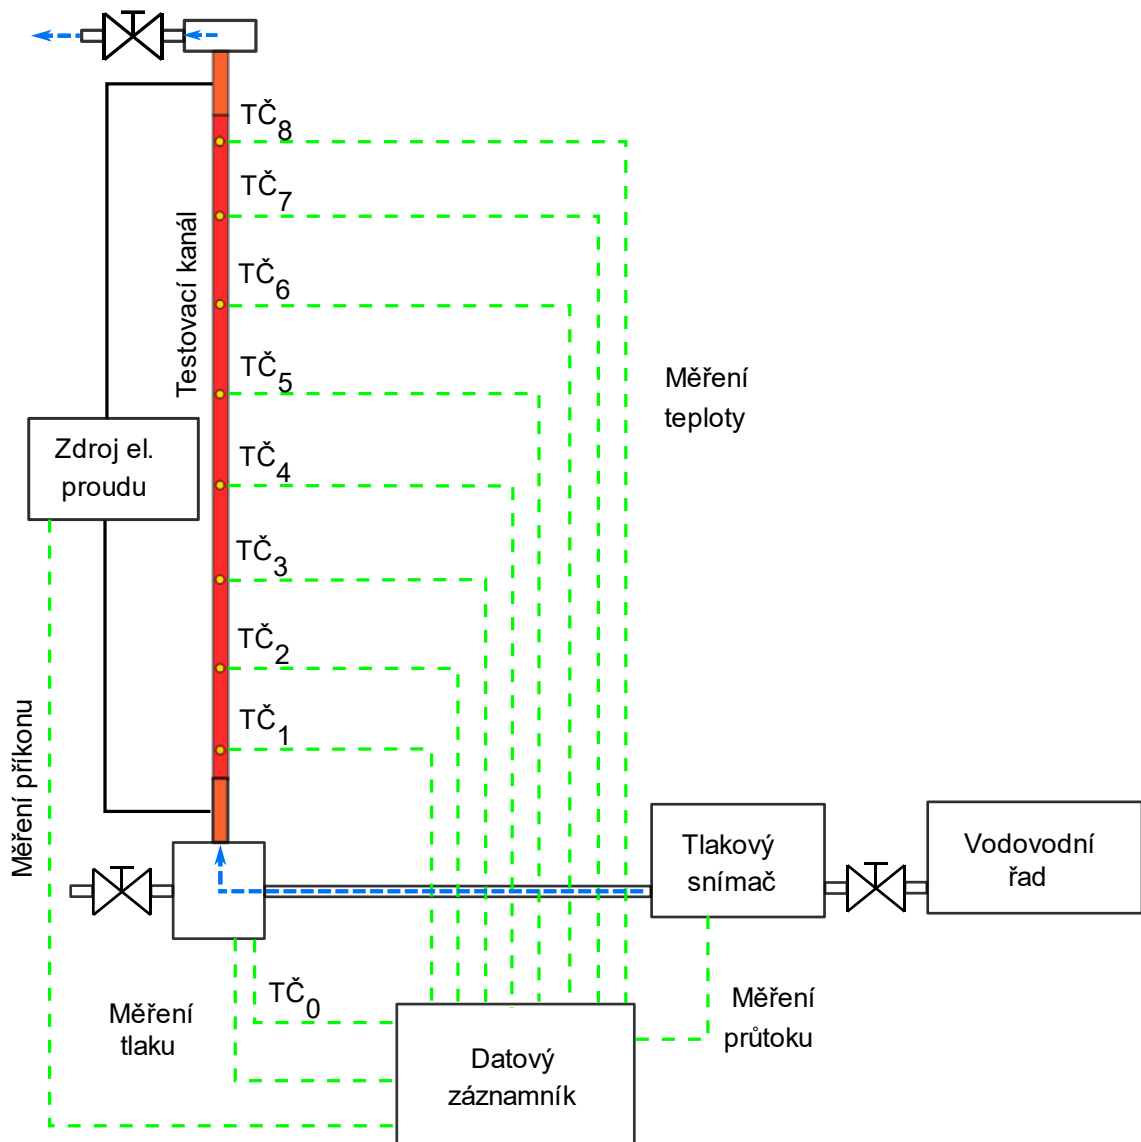 TČ8
TČ7
Testovací kanál
TČ6
TČ5
Měření
teploty
Zdroj el.
proudu
TČ4
TČ3
TČ2
TČ1
Měření příkonu
Tlakový
snímač
Vodovodní
řad
TČ0
Měření
tlaku
Měření
průtoku
Datový
záznamník